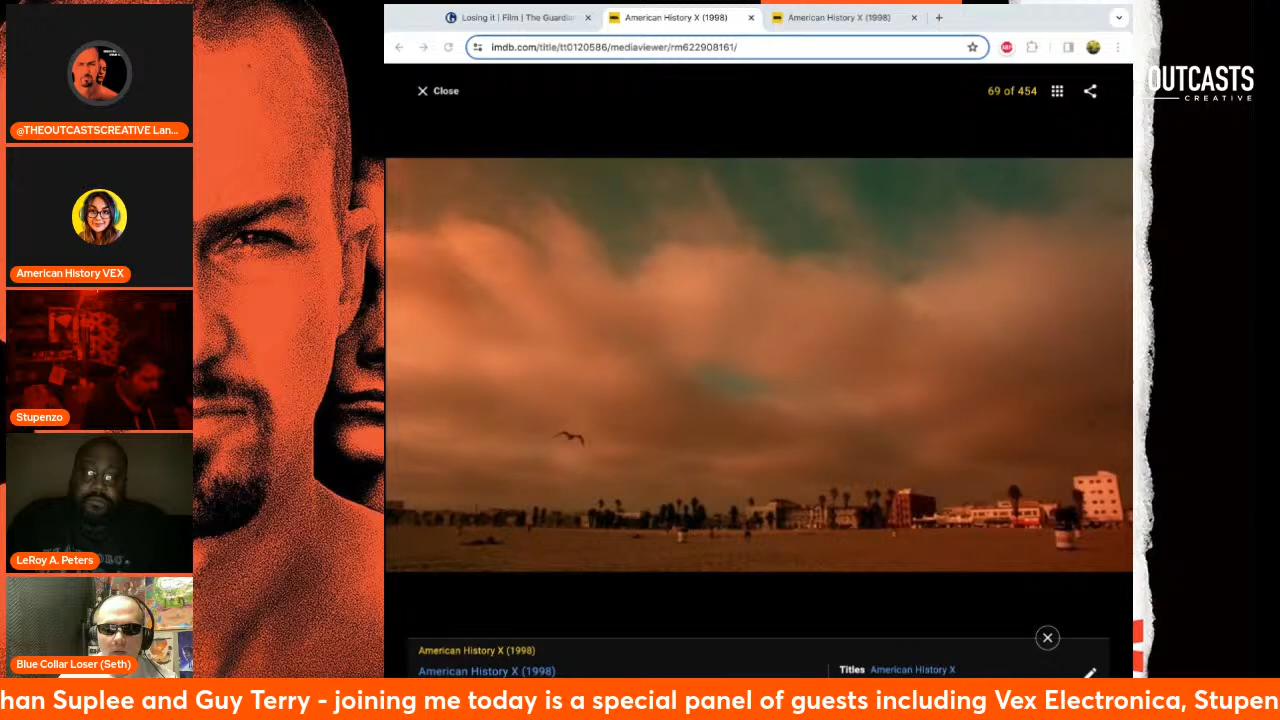 @THEOUTCASTSCREATIVE Lan...
American History VEX
Stupenzo
LeRoy A. Peters
Blue Collar Loser (Seth)
Losing it | Film | The Guardian
American History X (1998)
American History X (1998)
imdb.com/title/tt0120586/mediaviewer/rm622908161/
Close
69 of 454
OUTCASTS
CREATIVE
American History X (1998)
American History X (1998)
Titles American History X
han Suplee and Guy Terry - joining me today is a special panel of guests including Vex Electronica, Stupen